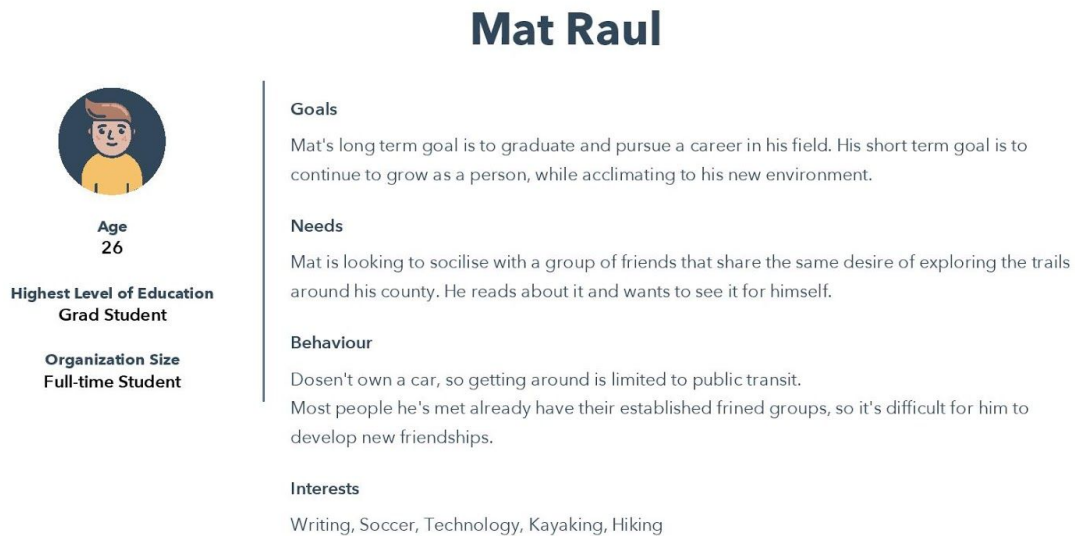 Mat Raul
Age
26
Highest Level of Education
Grad Student
Organization Size
Full-time Student
Goals
Mat's long term goal is to graduate and pursue a career in his field. His short term goal is to
continue to grow as a person, while acclimating to his new environment.
Needs
Mat is looking to socilise with a group of friends that share the same desire of exploring the trails
around his county. He reads about it and wants to see it for himself.
Behaviour
Dosen't own a car, so getting around is limited to public transit.
Most people he's met already have their established frined groups, so it's difficult for him to
develop new friendships.
Interests
Writing, Soccer, Technology, Kayaking, Hiking